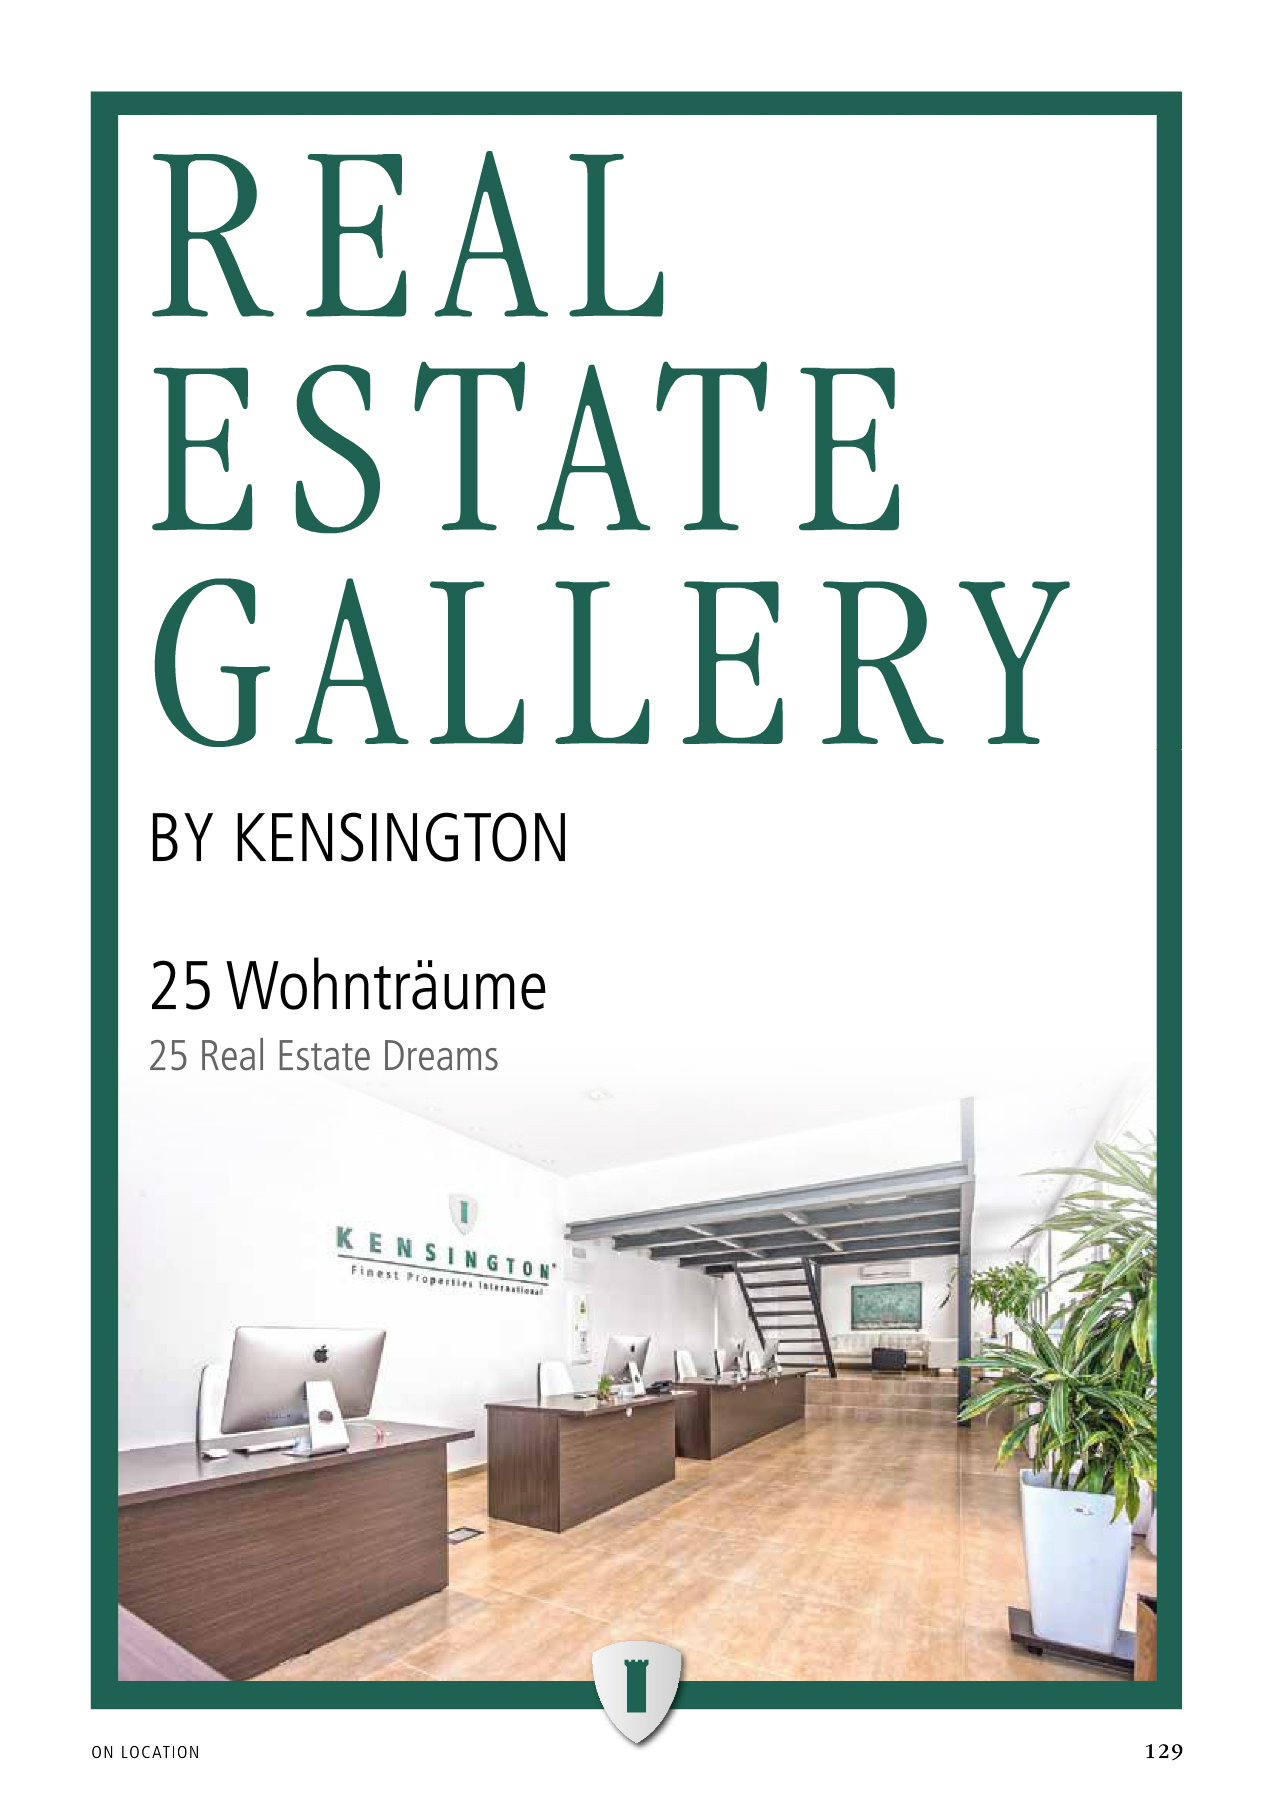 REAL
ESTATE
GALLERY
BY KENSINGTON
25 Wohnträume
25 Real Estate Dreams
KENSINGTON®
Finest Properties International
ON LOCATION
129